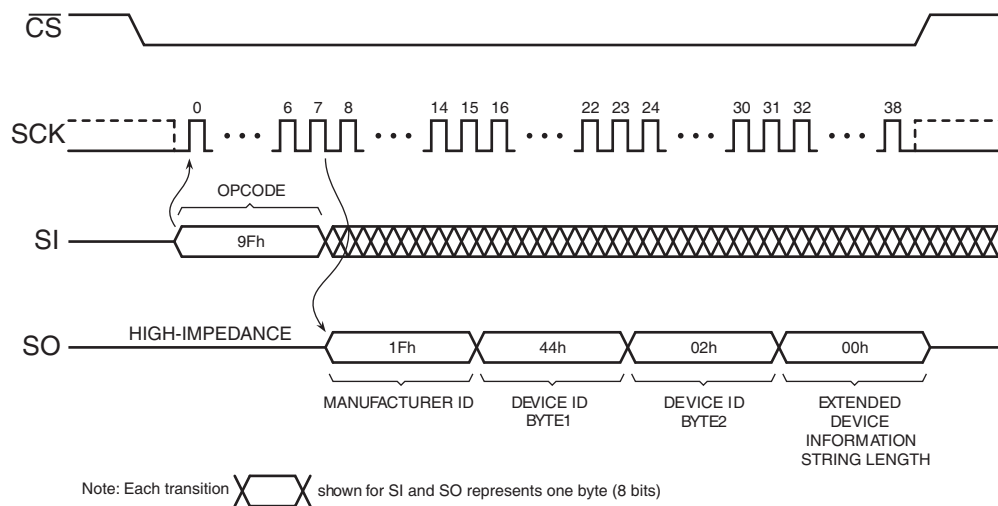 CS
0 6 7 8 14 15 16 22 23 24 30 31 32 38
SCK
OPCODE
SI 9Fh
HIGH-IMPEDANCE
SO 1Fh 44h 02h 00h
MANUFACTURER ID DEVICE ID DEVICE ID EXTENDED
BYTE1 BYTE2 DEVICE
INFORMATION
STRING LENGTH
Note: Each transition shown for SI and SO represents one byte (8 bits)